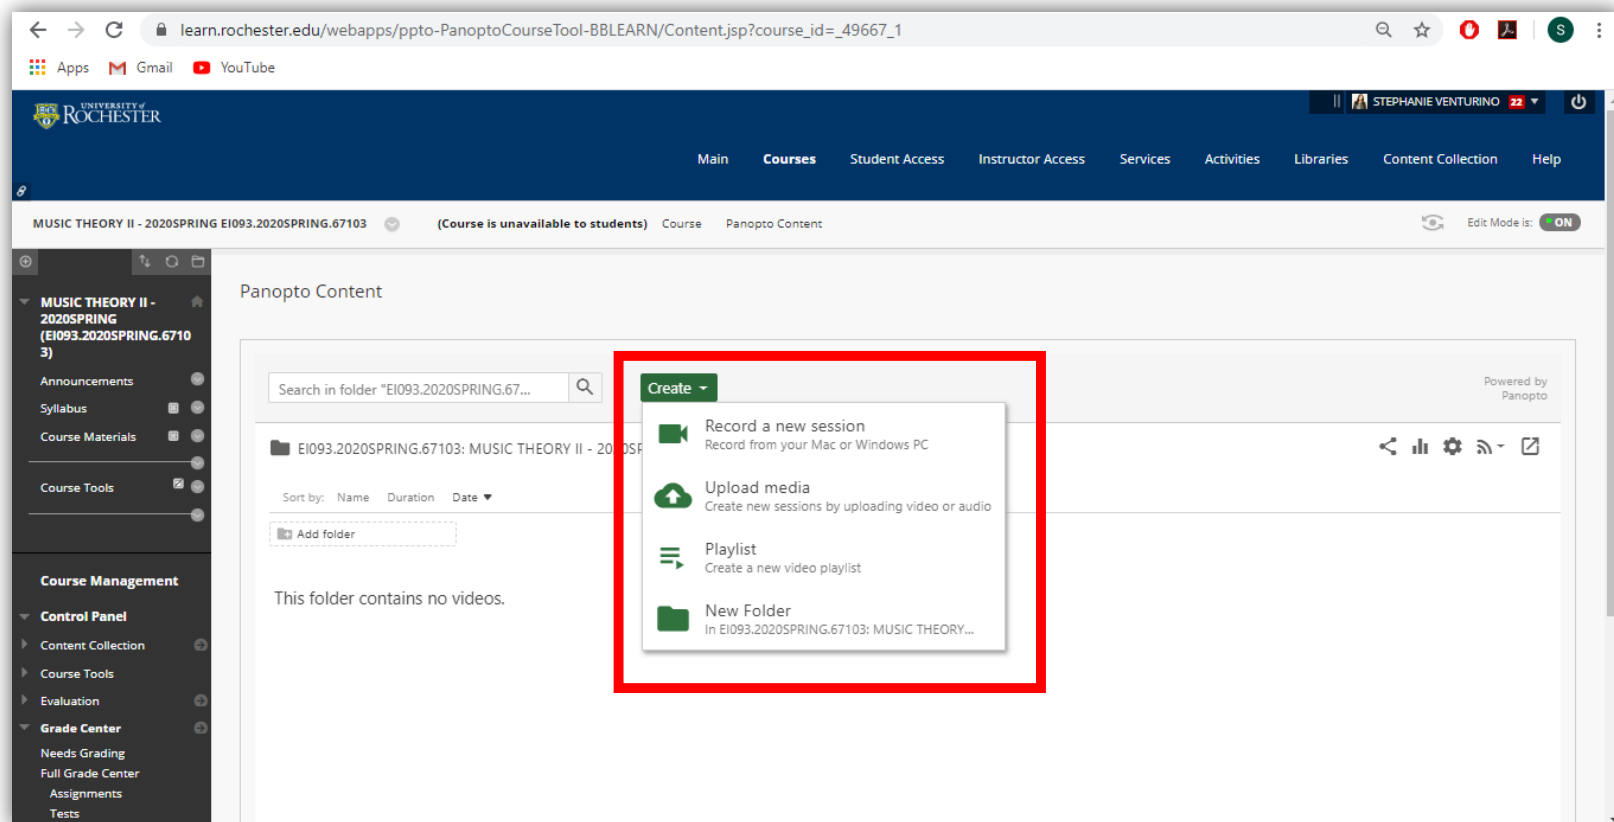 learn.rochester.edu/webapps/ppto-PanoptoCourseTool-BBLEARN/Content.jsp?course_id=_49667_1
S
Apps Gmail YouTube
UNIVERSITY of
ROCHESTER
STEPHANIE VENTURINO 22
Main Courses Student Access Instructor Access Services Activities Libraries Content Collection Help
MUSIC THEORY II - 2020SPRING EI093.2020SPRING.67103 (Course is unavailable to students) Course Panopto Content Edit Mode is: ON
MUSIC THEORY II -
2020SPRING
(EI093.2020SPRING.6710
3)
Announcements
Syllabus
Course Materials
Course Tools
Course Management
Control Panel
Content Collection
Course Tools
Evaluation
Grade Center
Needs Grading
Full Grade Center
Assignments
Tests
Panopto Content
Search in folder "EI093.2020SPRING.67...
Create
Powered by
Panopto
EI093.2020SPRING.67103: MUSIC THEORY II - 2020SP
Sort by: Name Duration Date
Add folder
This folder contains no videos.
Record a new session
Record from your Mac or Windows PC
Upload media
Create new sessions by uploading video or audio
Playlist
Create a new video playlist
New Folder
In EI093.2020SPRING.67103: MUSIC THEORY...